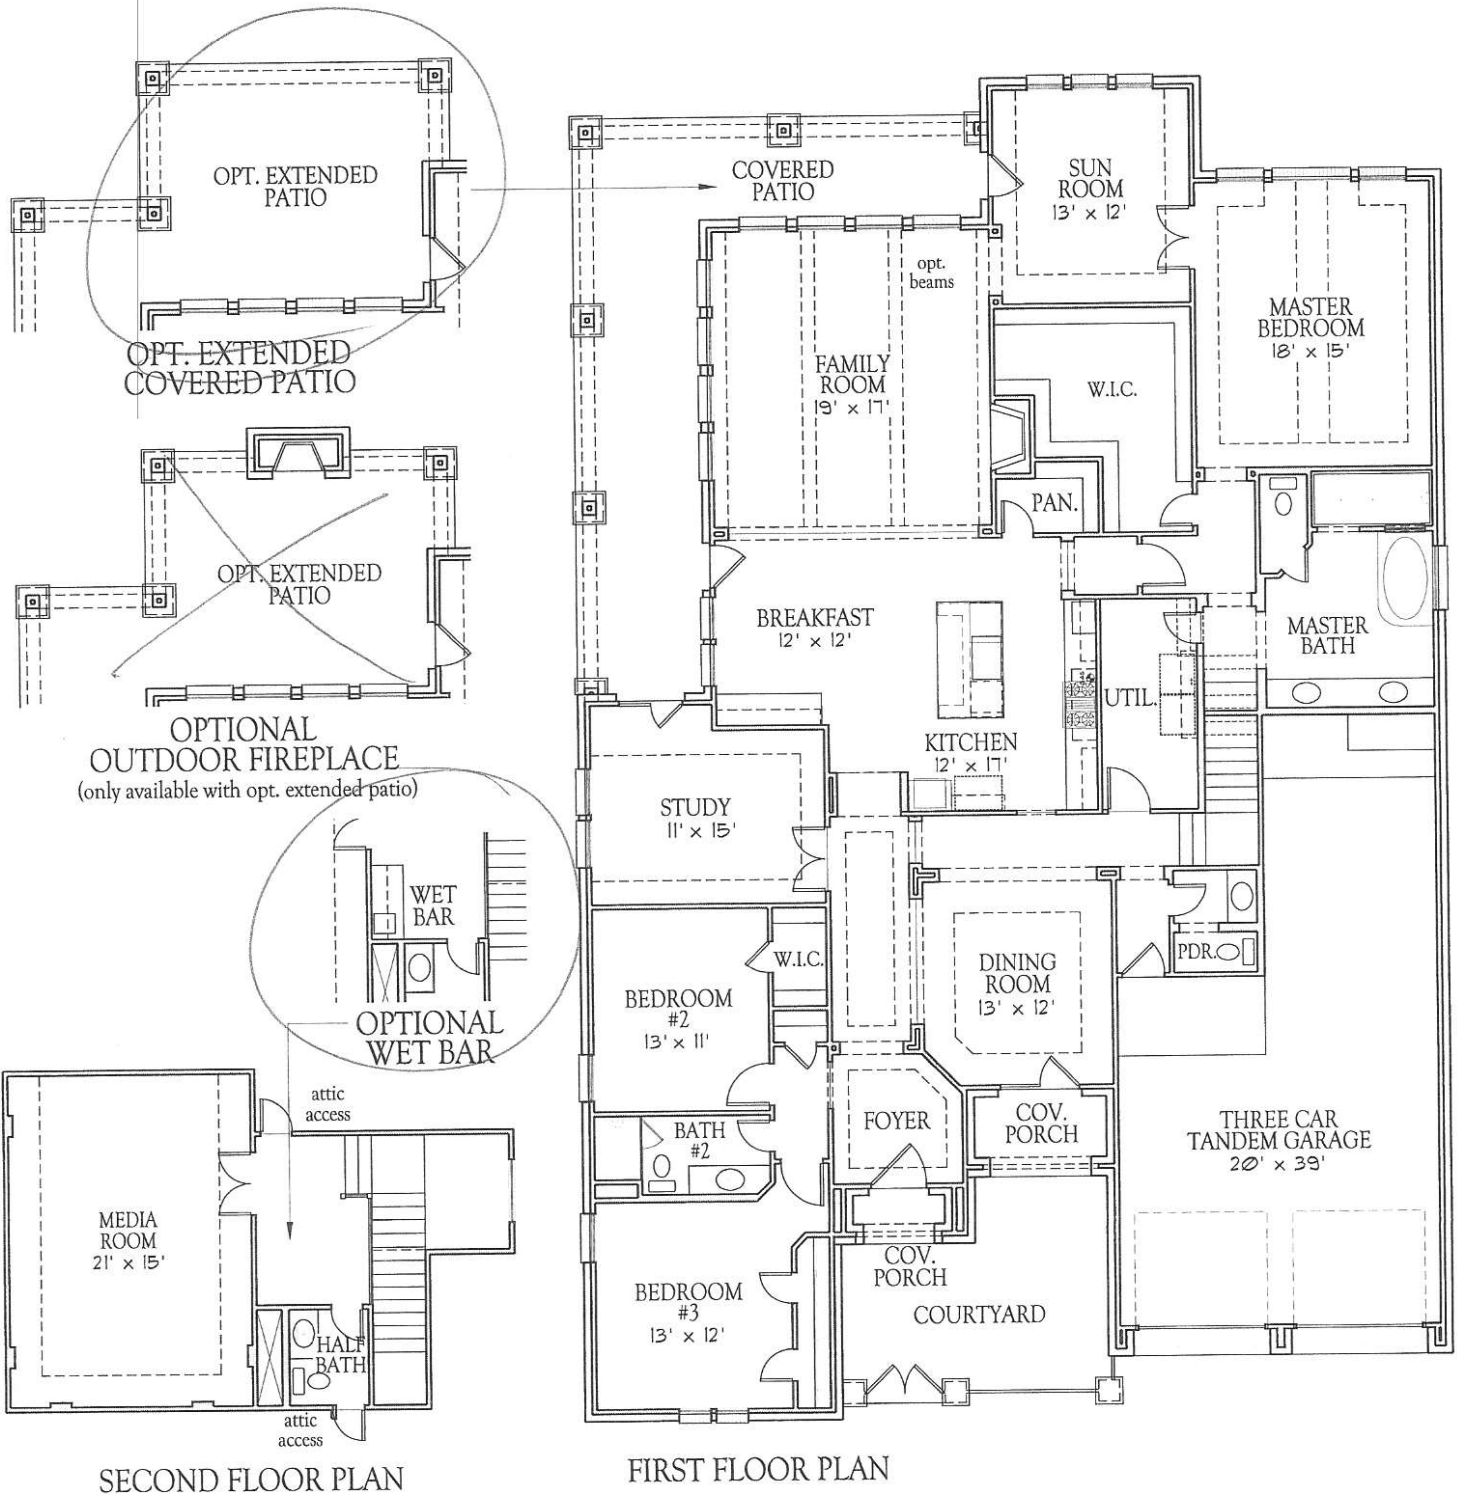 OPT. EXTENDED
PATIO
OPT. EXTENDED
COVERED PATIO
OPT. EXTENDED
PATIO
OPTIONAL
OUTDOOR FIREPLACE
(only available with opt. extended patio)
WET
BAR
OPTIONAL
WET BAR
attic
access
MEDIA
ROOM
21' x 15'
HALF
BATH
attic
access
SECOND FLOOR PLAN
COVERED
PATIO
SUN
ROOM
13' x 12'
opt.
beams
MASTER
BEDROOM
18' x 15'
FAMILY
ROOM
19' x 17'
W.I.C.
PAN.
BREAKFAST
12' x 12'
MASTER
BATH
UTIL.
KITCHEN
12' x 17'
STUDY
11' x 15'
W.I.C.
BEDROOM
#2
13' x 11'
DINING
ROOM
13' x 12'
PDR.
FOYER
COV.
PORCH
BATH
#2
THREE CAR
TANDEM GARAGE
20' x 39'
COV.
PORCH
COURTYARD
BEDROOM
#3
13' x 12'
FIRST FLOOR PLAN